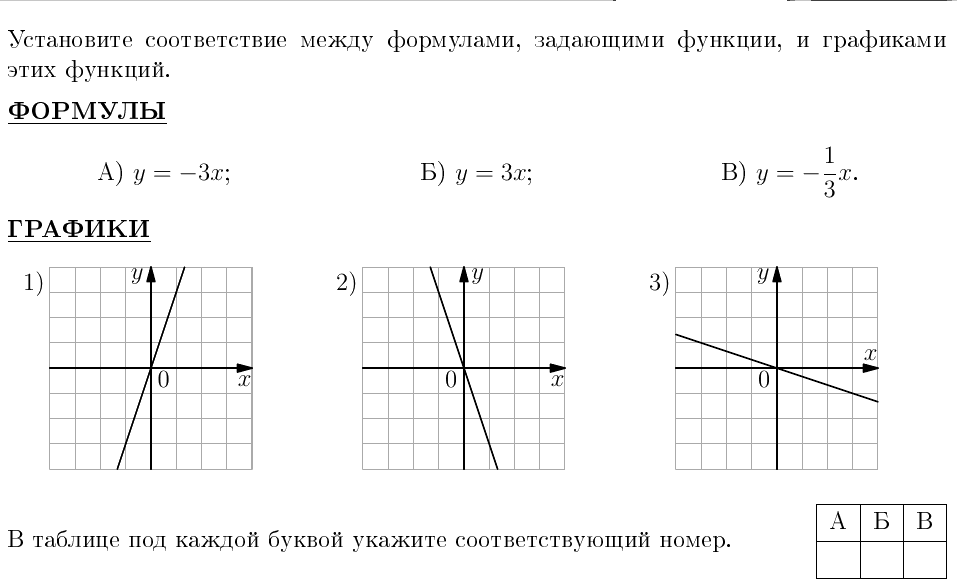 Установите соответствие между формулами, задающими функции, и графиками
этих функций.
ФОРМУЛЫ
А) y = −3x; Б) y = 3x; В) y = −1/3x.
ГРАФИКИ
1) y 0 x 2) y 0 x 3) y 0 x
В таблице под каждой буквой укажите соответствующий номер.
А Б В